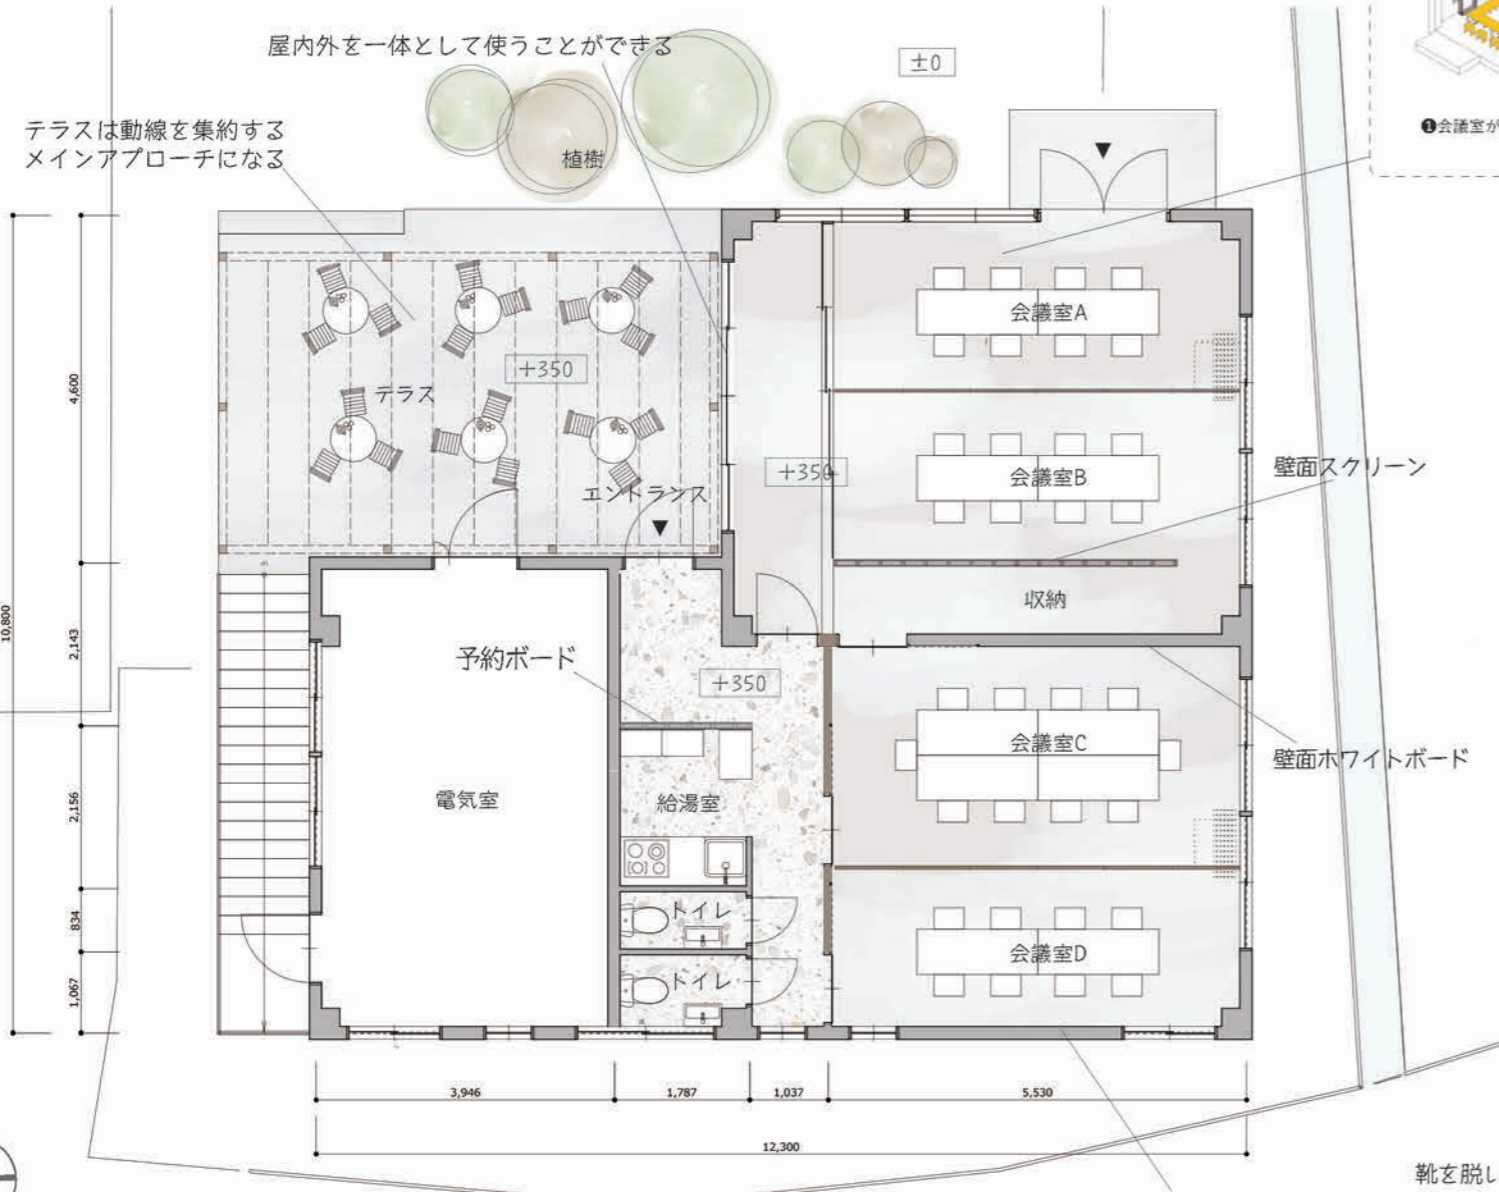 屋内外を一体として使うことができる
±0
テラスは動線を集約する
メインアプローチになる
植樹
❶会議室が
会議室A
+350
テラス
4,600
+350
会議室B
壁面スクリーン
エントランス
収納
10,800
2,143
予約ボード
+350
会議室C
壁面ホワイトボード
電気室
給湯室
2,156
トイレ
834
会議室D
トイレ
1,067
3,946
1,787
1,037
5,530
12,300
靴を脱い